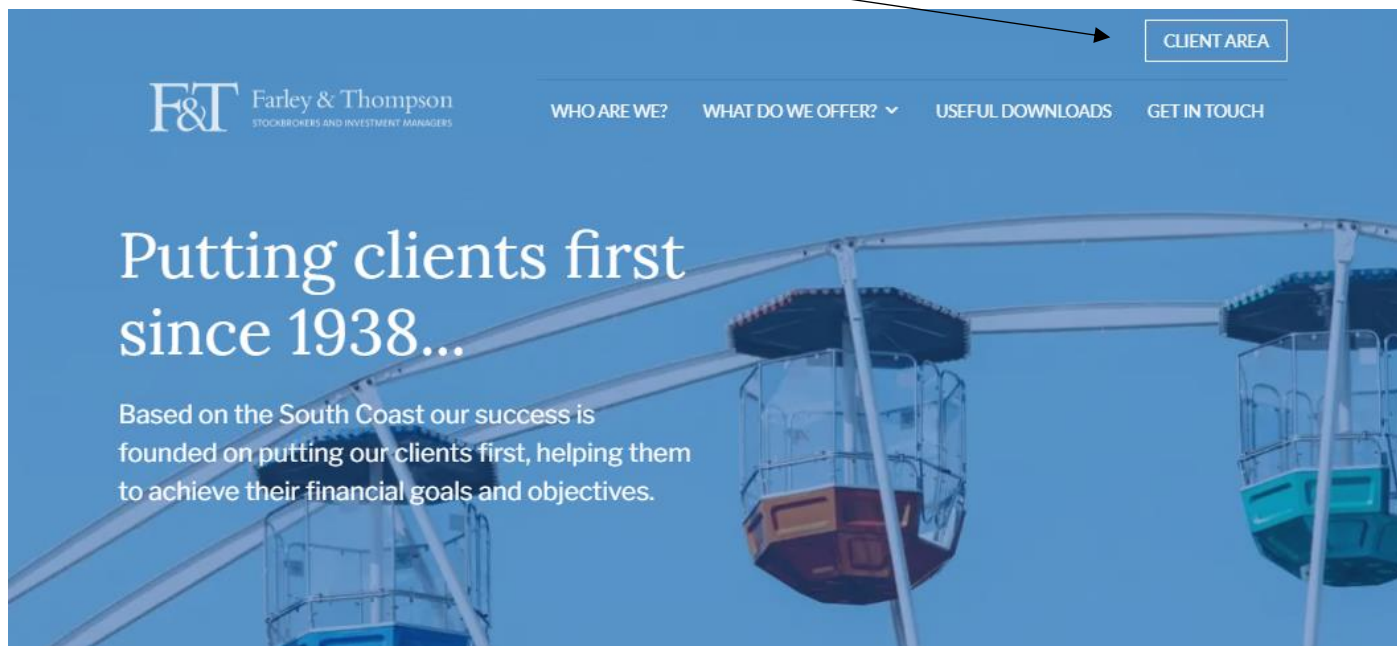 CLIENT AREA
F&T Farley & Thompson
STOCKBROKERS AND INVESTMENT MANAGERS
WHO ARE WE? WHAT DO WE OFFER? USEFUL DOWNLOADS GET IN TOUCH
Putting clients first
since 1938...
Based on the South Coast our success is
founded on putting our clients first, helping them
to achieve their financial goals and objectives.